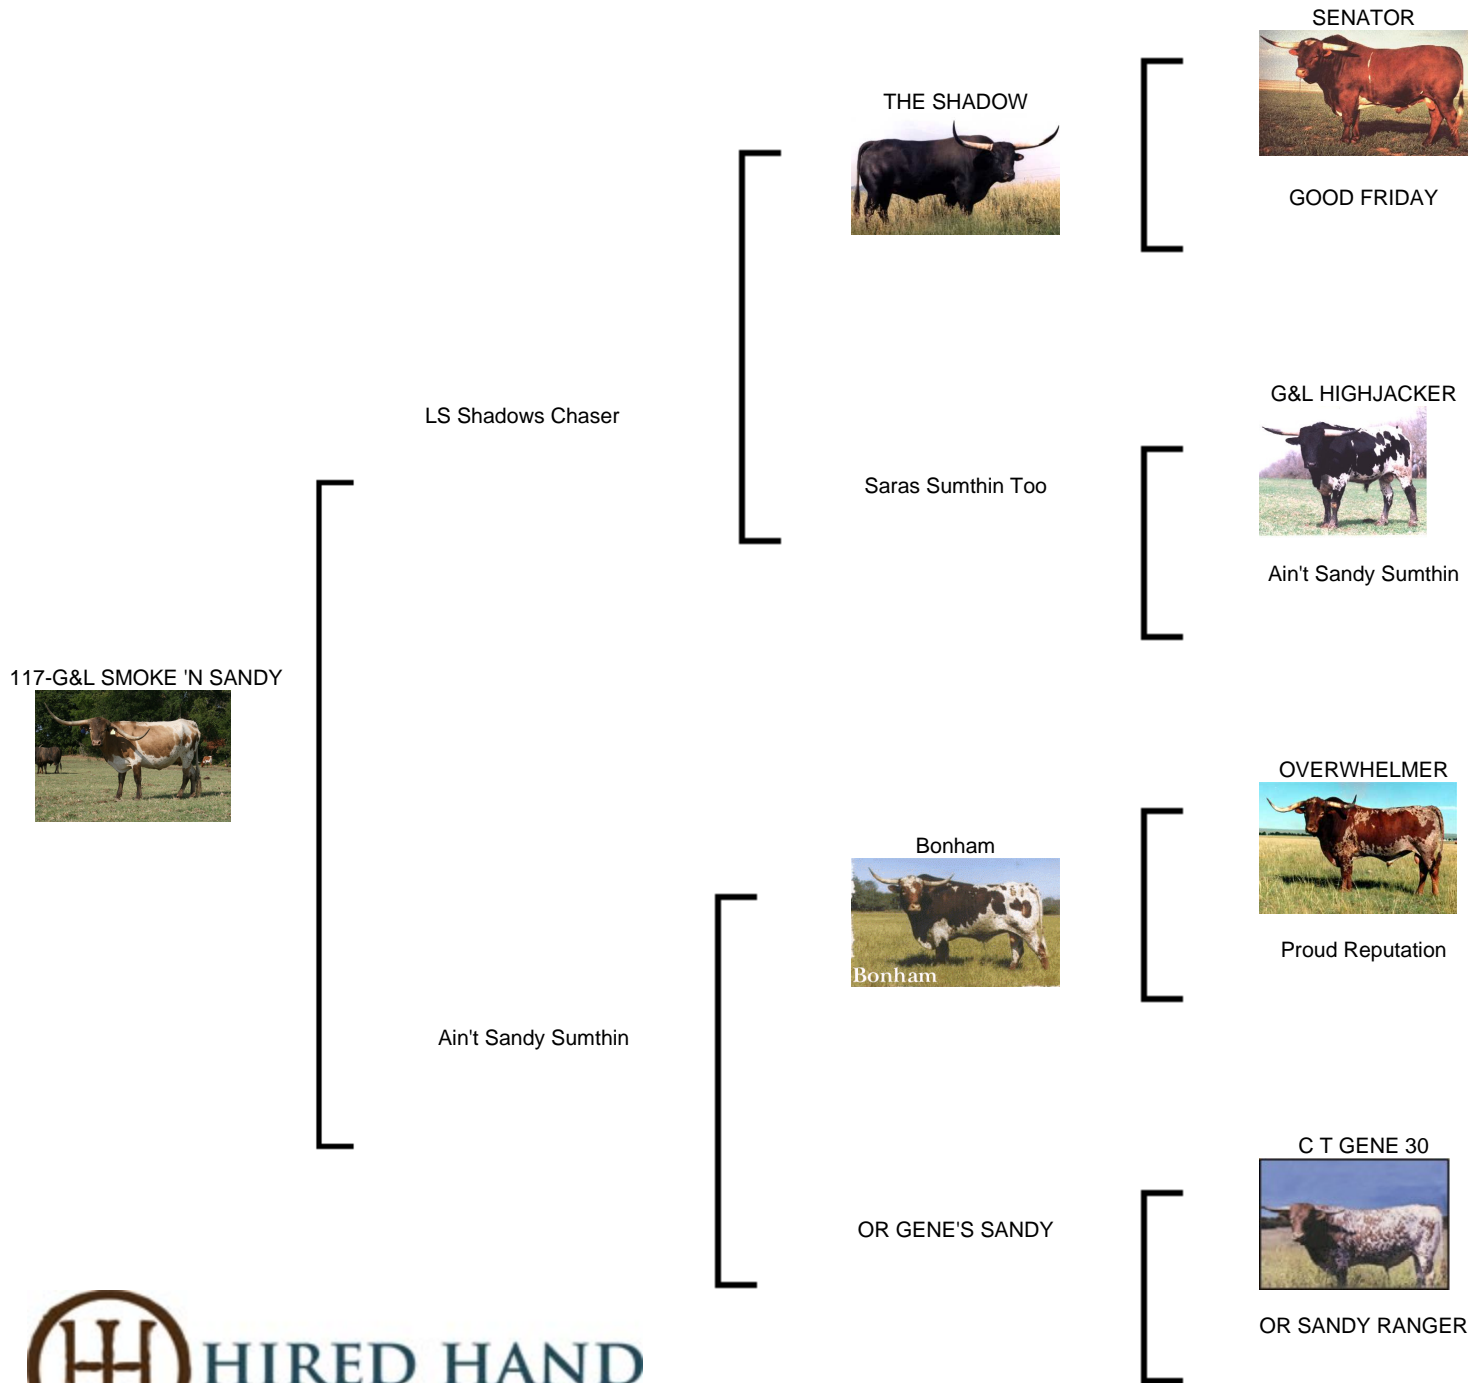 SENATOR
THE SHADOW
GOOD FRIDAY
G&L HIGHJACKER
LS Shadows Chaser
Saras Sumthin Too
Ain't Sandy Sumthin
117-G&L SMOKE 'N SANDY
OVERWHELMER
Bonham
Proud Reputation
Bonham
Ain't Sandy Sumthin
C T GENE 30
OR GENE'S SANDY
OR SANDY RANGER
HIRED HAND